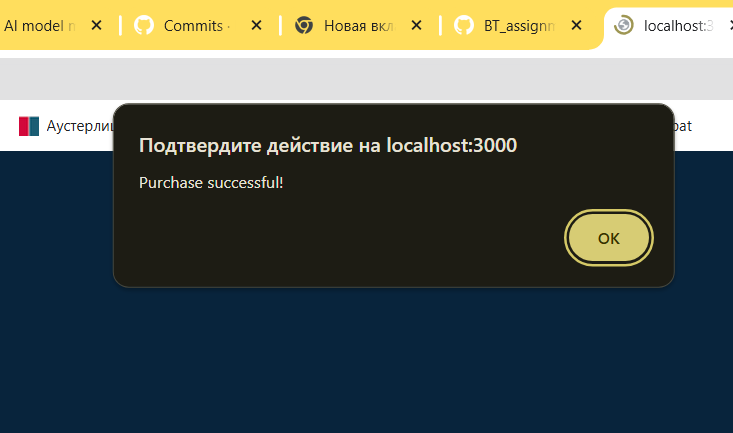 AI model
Commits ·
Новая вкл
BT_assignm
localhost:3
Аустерлиц
pat
Подтвердите действие на localhost:3000
Purchase successful!
OK